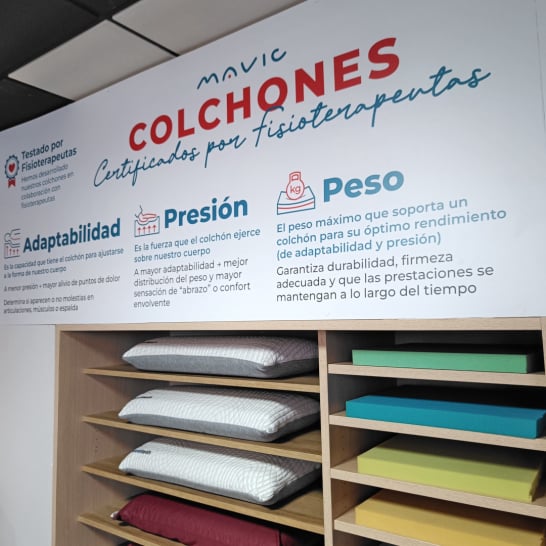 MAVIC
COLCHONES
Certificados por fisioterapeutas
Testado por
Fisioterapeutas
Hemos desarrollado
nuestros colchones en
colaboración con
fisioterapeutas
Adaptabilidad
Es la capacidad que tiene el colchón para ajustarse
a la forma de nuestro cuerpo
A menor presión + mayor alivio de puntos de dolor
Determina si aparecen o no molestias en
articulaciones, músculos o espalda
Presión
Es la fuerza que el colchón ejerce
sobre nuestro cuerpo
A mayor adaptabilidad + mejor
distribución del peso y mayor
sensación de "abrazo" o confort
envolvente
kg
Peso
El peso máximo que soporta un
colchón para su óptimo rendimiento
(de adaptabilidad y presión)
Garantiza durabilidad, firmeza
adecuada y que las prestaciones se
mantengan a lo largo del tiempo